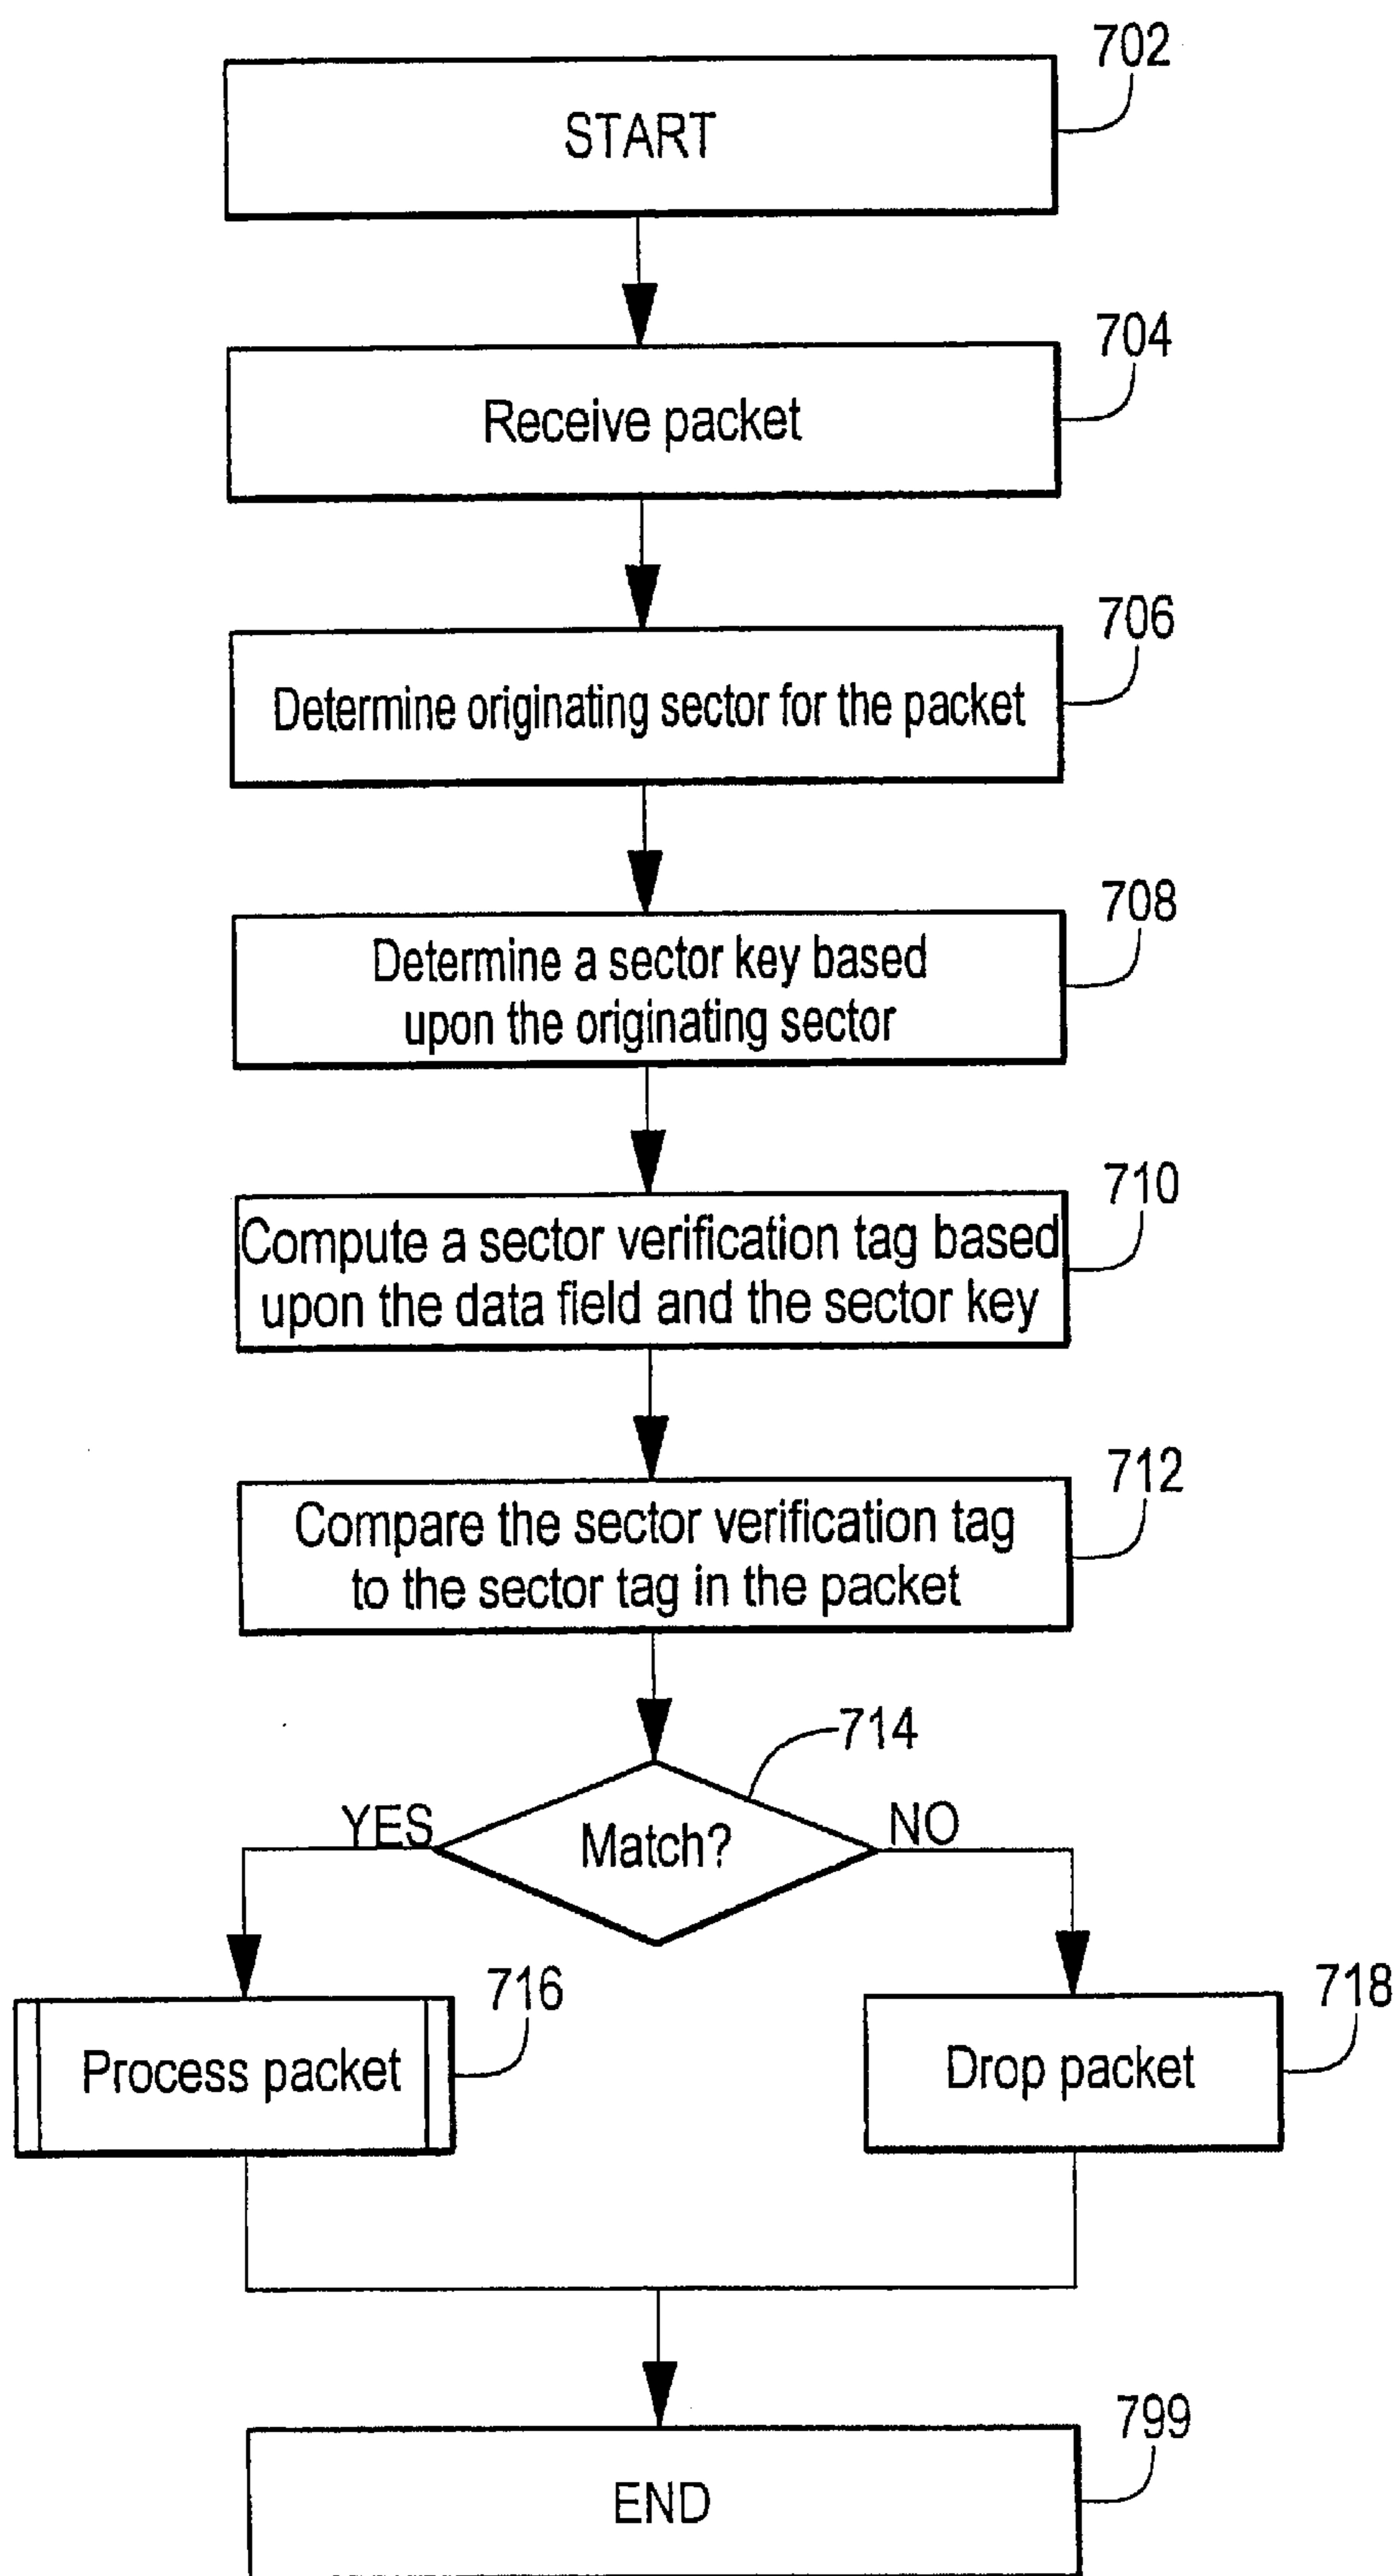 702
START
704
Receive packet
706
Determine originating sector for the packet
708
Determine a sector key based
upon the originating sector
710
Compute a sector verification tag based
upon the data field and the sector key
712
Compare the sector verification tag
to the sector tag in the packet
714
YES
Match?
NO
716
Process packet
718
Drop packet
799
END